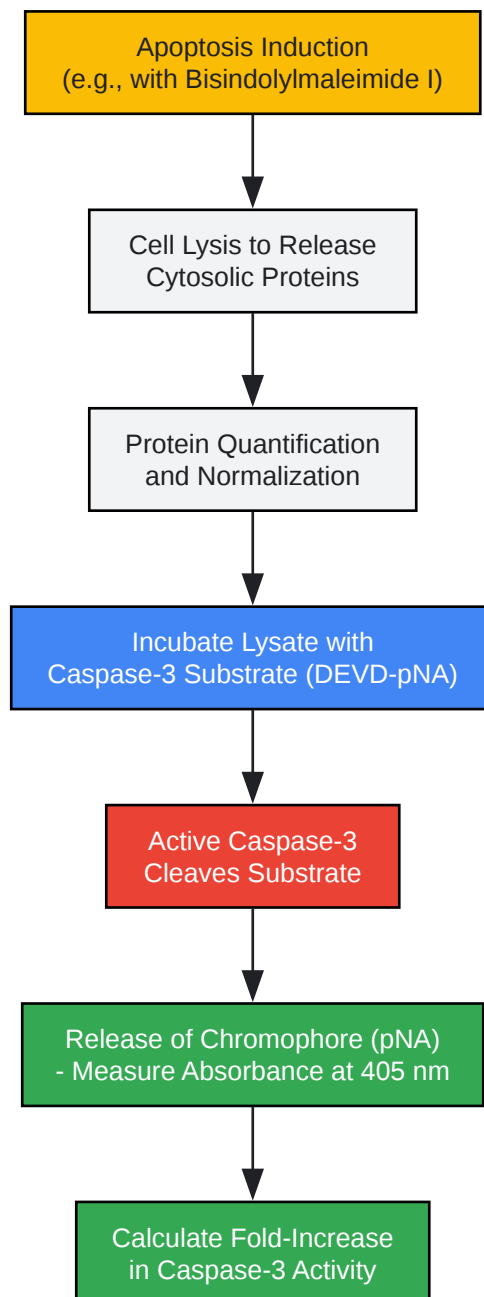 Apoptosis Induction
(e.g., with Bisindolylmaleimide I)
Cell Lysis to Release
Cytosolic Proteins
Protein Quantification
and Normalization
Incubate Lysate with
Caspase-3 Substrate (DEVD-pNA)
Active Caspase-3
Cleaves Substrate
Release of Chromophore (pNA)
- Measure Absorbance at 405 nm
Calculate Fold-Increase
in Caspase-3 Activity